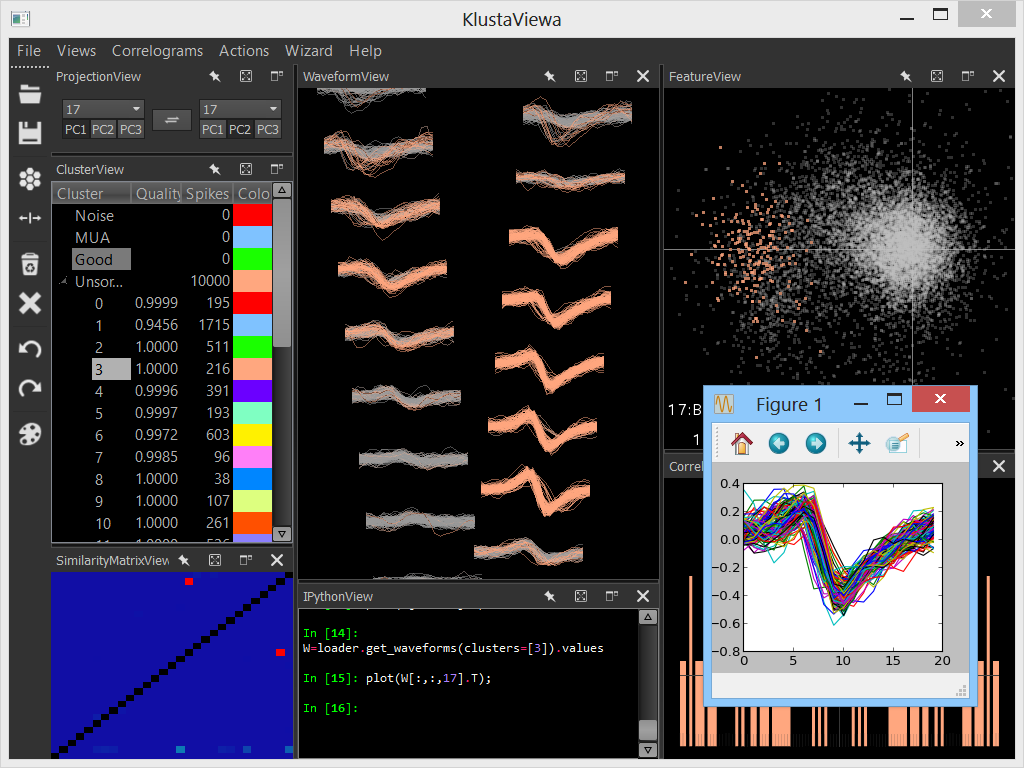 KlustaViewa
File Views Correlograms Actions Wizard Help
ProjectionView
17 17
PC1 PC2 PC3 PC1 PC2 PC3
ClusterView
Cluster Quality Spikes Colo
Noise 0
MUA 0
Good 0
Unsor... 10000
0 0.9999 195
1 0.9456 1715
2 1.0000 511
3 1.0000 216
4 0.9996 391
5 0.9997 193
6 0.9972 603
7 0.9985 96
8 1.0000 38
9 1.0000 107
10 1.0000 261
SimilarityMatrixView
WaveformView
IPythonView
In [14]:
W=loader.get_waveforms(clusters=[3]).values
In [15]: plot(W[:,:,17].T);
In [16]:
FeatureView
17:B
1
Correl
Figure 1
»
0.4
0.2
0.0
−0.2
−0.4
−0.6
−0.8
0 5 10 15 20